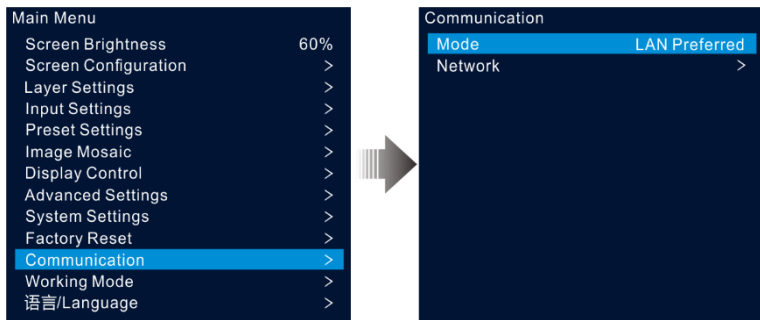 Main Menu
Screen Brightness 60%
Screen Configuration >
Layer Settings >
Input Settings >
Preset Settings >
Image Mosaic >
Display Control >
Advanced Settings >
System Settings >
Factory Reset >
Communication >
Working Mode >
语言/Language >
Communication
Mode LAN Preferred
Network >